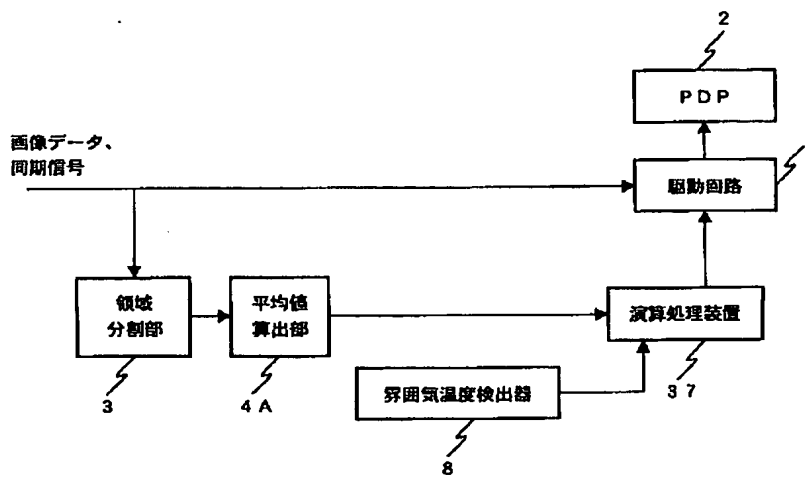 2
PDP
画像データ、
同期信号
駆動回路
領域
分割部
平均値
算出部
演算処理装置
3
4A
雰囲気温度検出器
37
8